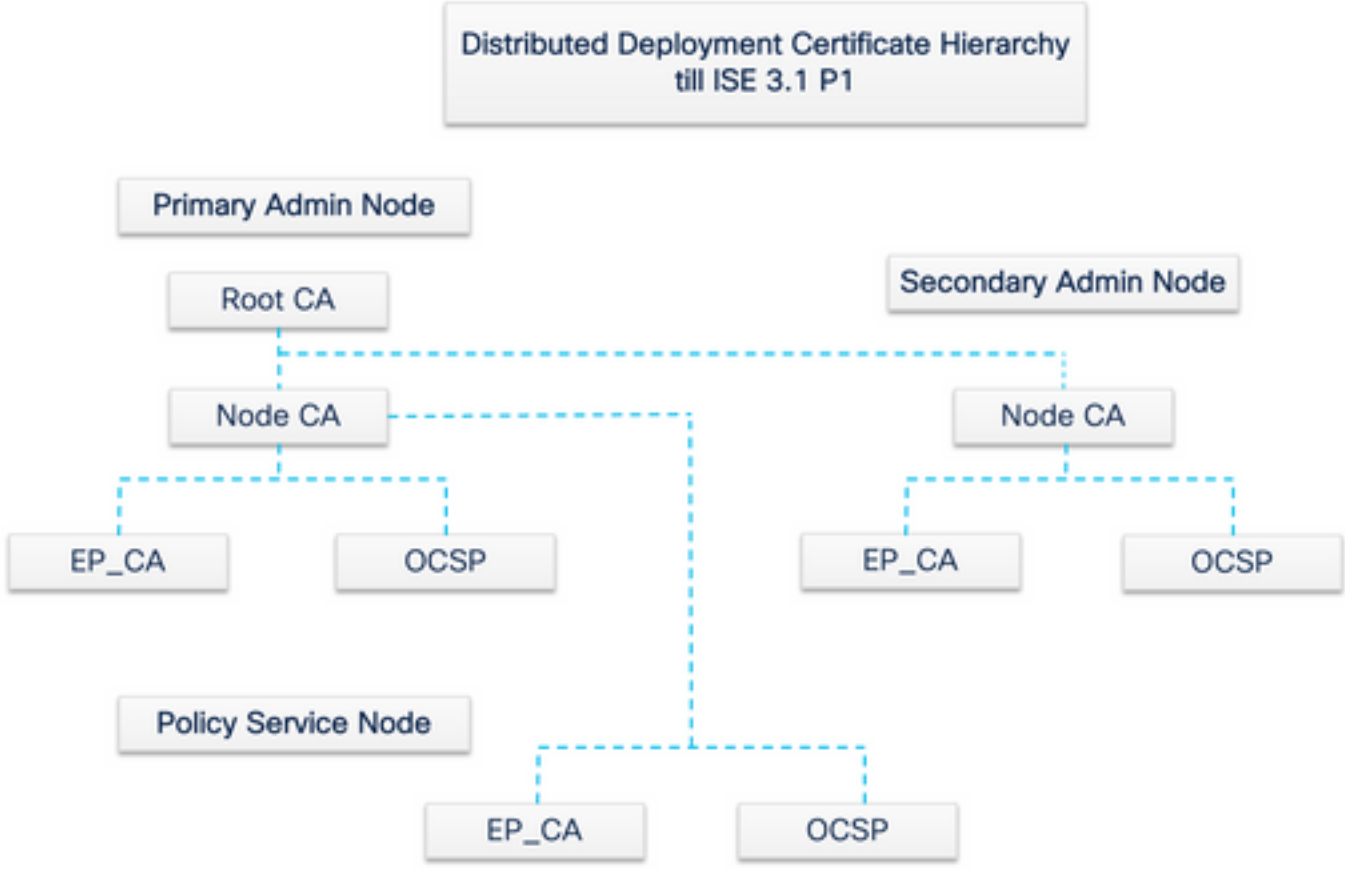 Distributed Deployment Certificate Hierarchy
till ISE 3.1 P1
Primary Admin Node
Secondary Admin Node
Root CA
Node CA
Node CA
EP_CA
OCSP
EP_CA
OCSP
Policy Service Node
EP_CA
OCSP